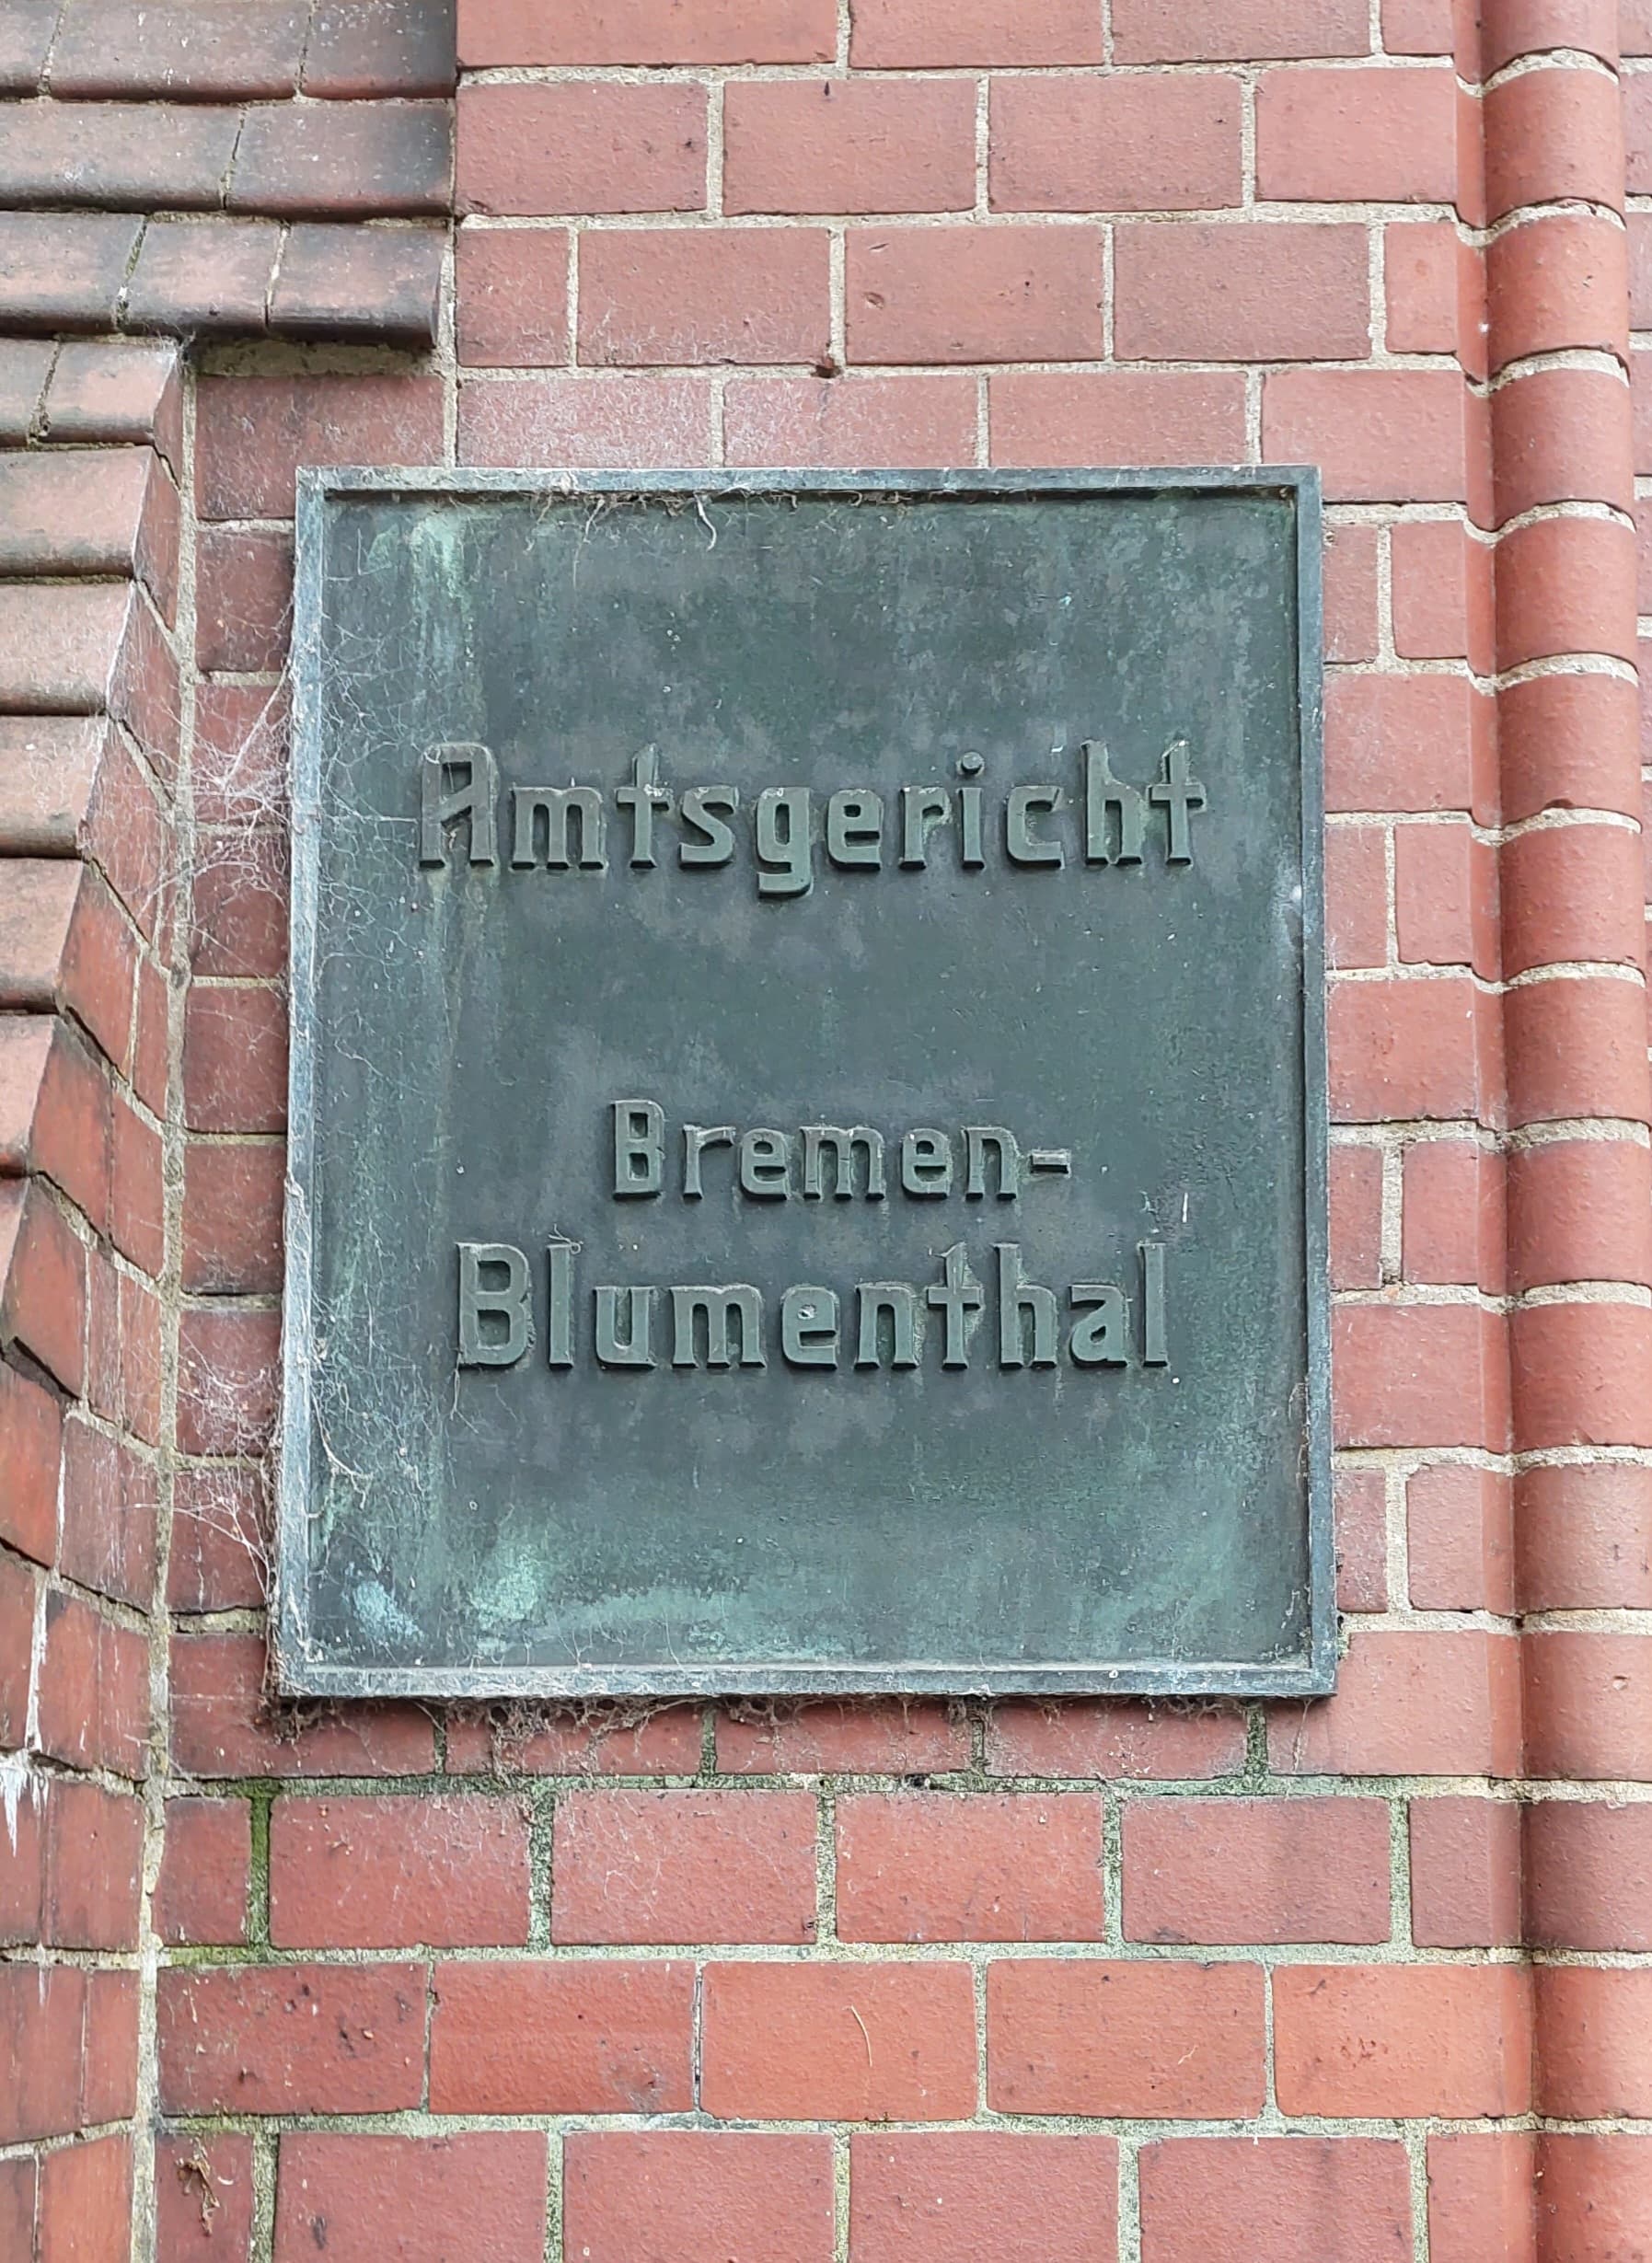 Amtsgericht
Bremen-
Blumenthal